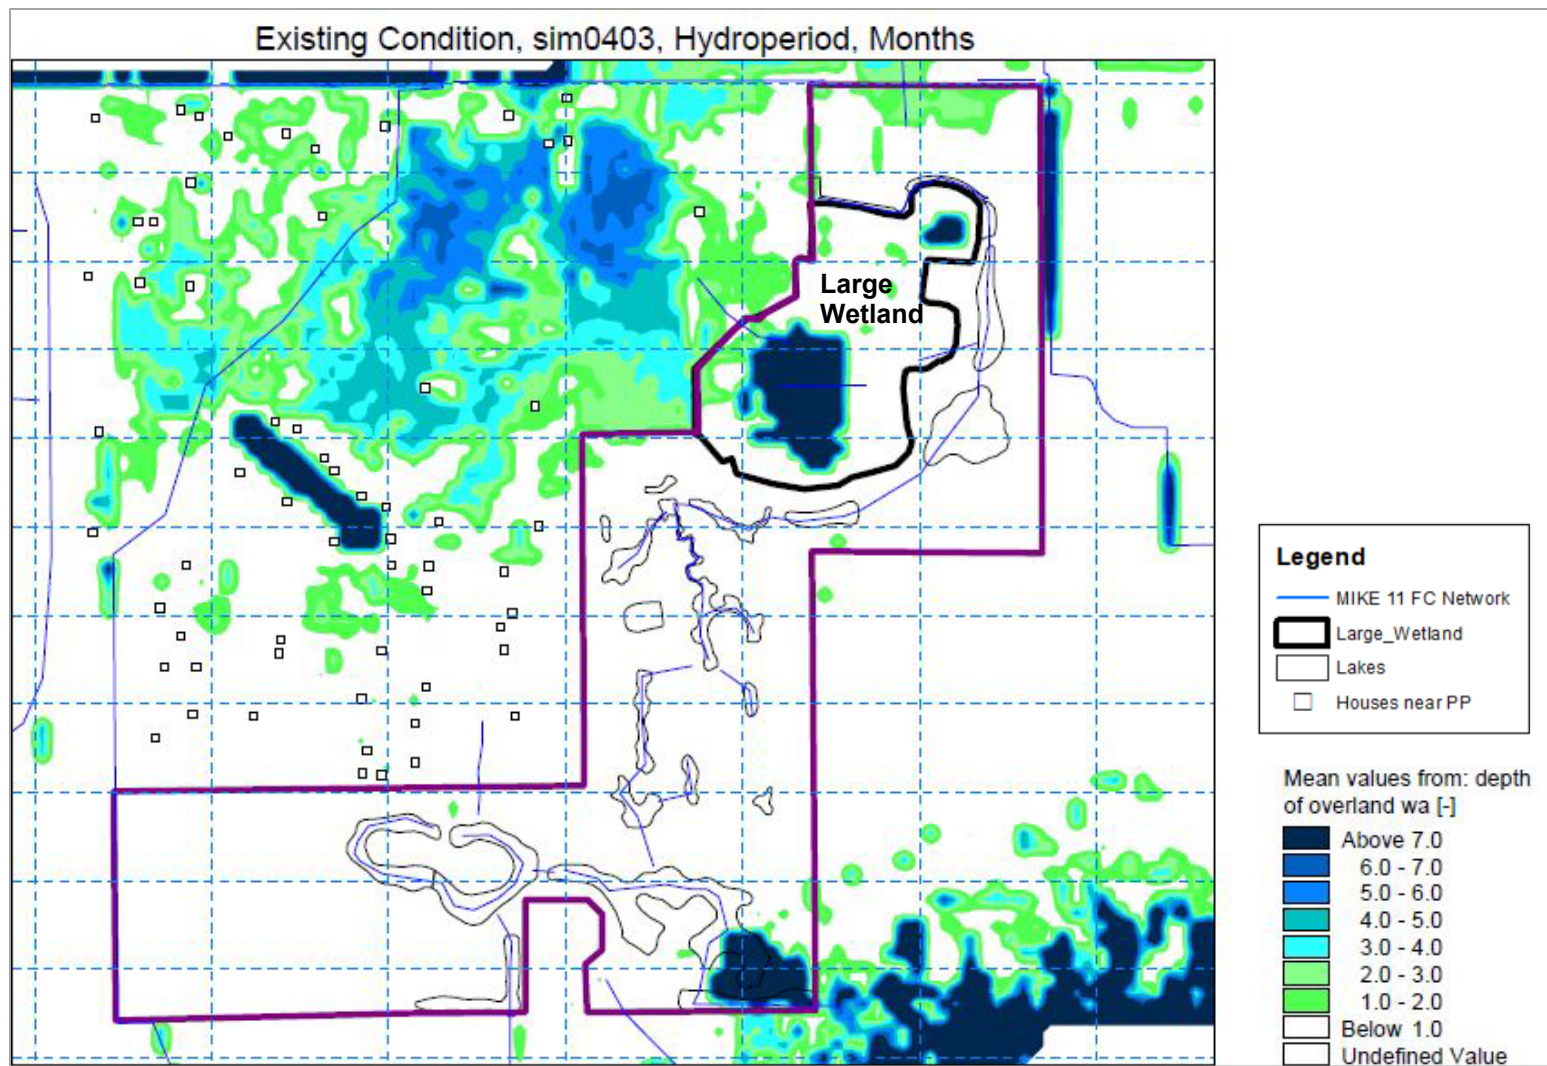 Existing Condition, sim0403, Hydroperiod, Months
Large
Wetland
Legend
MIKE 11 FC Network
Large_Wetland
Lakes
Houses near PP
Mean values from: depth
of overland wa [-]
Above 7.0
6.0 - 7.0
5.0 - 6.0
4.0 - 5.0
3.0 - 4.0
2.0 - 3.0
1.0 - 2.0
Below 1.0
Undefined Value